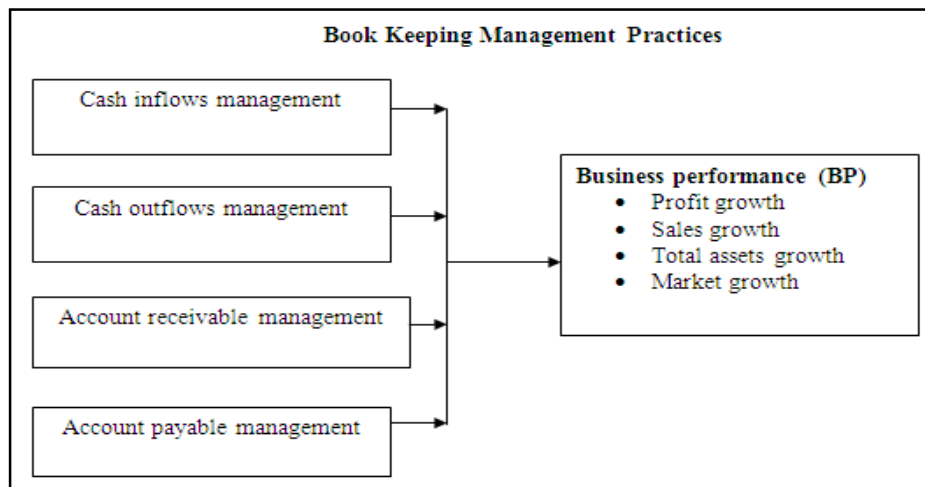 Book Keeping Management Practices
Cash inflows management
Cash outflows management
Account receivable management
Account payable management
Business performance (BP)
• Profit growth
• Sales growth
• Total assets growth
• Market growth